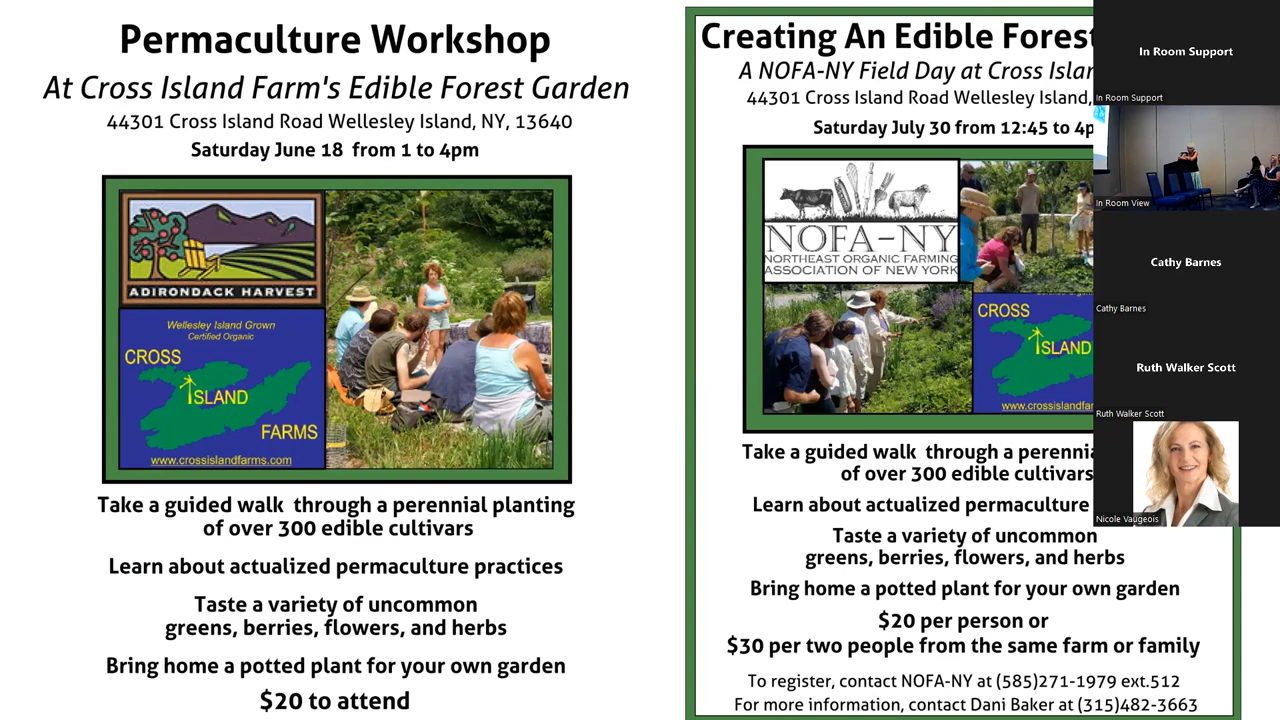 Permaculture Workshop
At Cross Island Farm's Edible Forest Garden
44301 Cross Island Road Wellesley Island, NY, 13640
Saturday June 18 from 1 to 4pm
ADIRONDACK HARVEST
Wellesley Island Grown
Certified Organic
CROSS
ISLAND
FARMS
www.crossislandfarms.com
Take a guided walk through a perennial planting
of over 300 edible cultivars
Learn about actualized permaculture practices
Taste a variety of uncommon
greens, berries, flowers, and herbs
Bring home a potted plant for your own garden
$20 to attend
Creating An Edible Forest
A NOFA-NY Field Day at Cross
44301 Cross Island Road Wellesley Island,
Saturday July 30 from 12:45 to 4p
NOFA-NY
NORTHEAST ORGANIC FARMING
ASSOCIATION OF NEW YORK
CROSS
ISLAND
www.crossislandfar
Take a guided walk through a
of over 300 edible cultivars
Learn about actualized permaculture
Taste a variety of uncommon
greens, berries, flowers, and herbs
Bring home a potted plant for your own garden
$20 per person or
$30 per two people from the same farm or family
To register, contact NOFA-NY at (585)271-1979 ext.512
For more information, contact Dani Baker at (315)482-3663
In Room Support
In Room Support
In Room View
Cathy Barnes
Cathy Barnes
Ruth Walker Scott
Ruth Walker Scott
Nicole Vaugeois